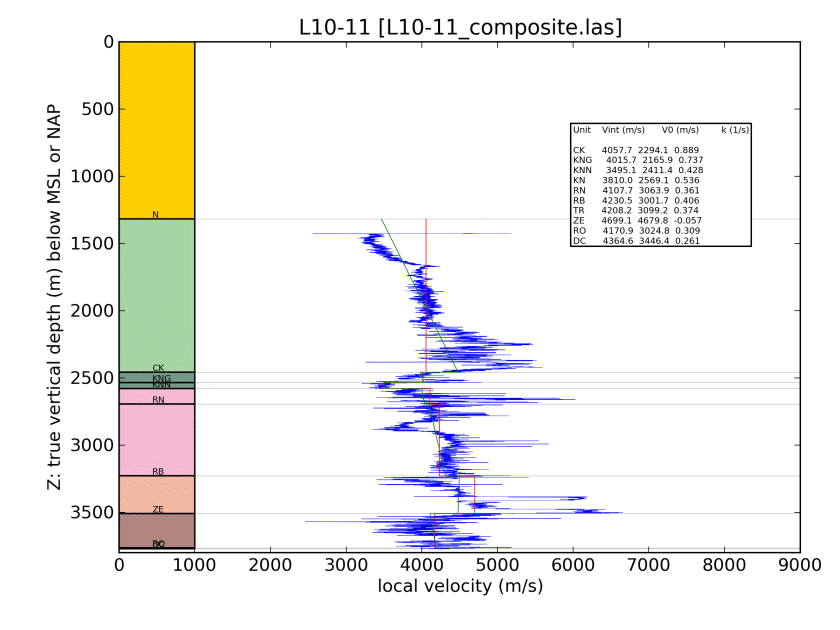 L10-11 [L10-11_composite.las]
Z: true vertical depth (m) below MSL or NAP
0
500
1000
1500
2000
2500
3000
3500
N
CK
KNG
KNN
RN
RB
ZE
Unit Vint (m/s) V0 (m/s) k (1/s)
CK 4057.7 2294.1 0.889
KNG 4015.7 2165.9 0.737
KNN 3495.1 2411.4 0.428
KN 3810.0 2569.1 0.536
RN 4107.7 3063.9 0.361
RB 4230.5 3001.7 0.406
TR 4208.2 3099.2 0.374
ZE 4699.1 4679.8 -0.057
RO 4170.9 3024.8 0.309
DC 4364.6 3446.4 0.261
0 1000 2000 3000 4000 5000 6000 7000 8000 9000
local velocity (m/s)